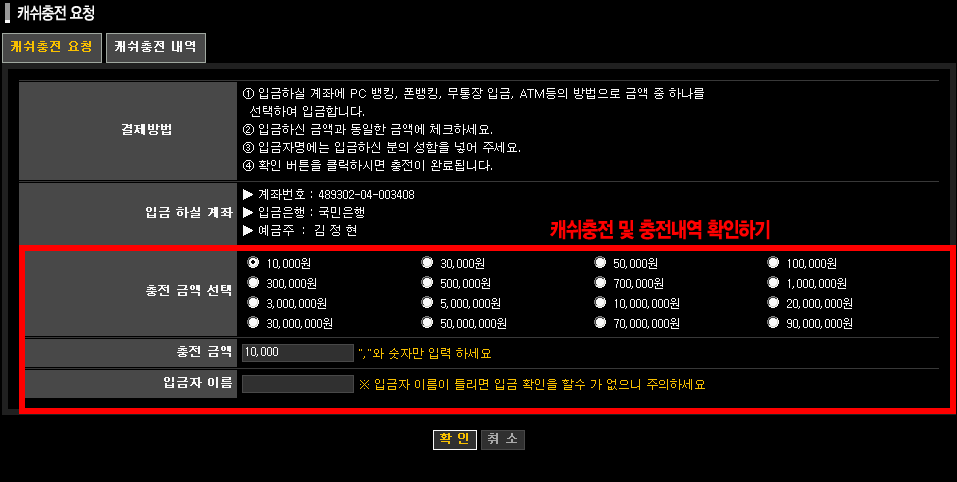 캐쉬충전 요청
캐쉬충전 요청 캐쉬충전 내역
결제방법
① 입금하실 계좌에 PC 뱅킹, 폰뱅킹, 무통장 입금, ATM등의 방법으로 금액 중 하나를
선택하여 입금합니다.
② 입금하신 금액과 동일한 금액에 체크하세요.
③ 입금자명에는 입금하신 분의 성함을 넣어 주세요.
④ 확인 버튼을 클릭하시면 충전이 완료됩니다.
입금 하실 계좌
▶ 계좌번호 : 489302-04-003408
▶ 입금은행 : 국민은행
▶ 예금주 : 김 정 현
캐쉬충전 및 충전내역 확인하기
충전 금액 선택
10,000원 30,000원 50,000원 100,000원
300,000원 500,000원 700,000원 1,000,000원
3,000,000원 5,000,000원 10,000,000원 20,000,000원
30,000,000원 50,000,000원 70,000,000원 90,000,000원
충전 금액 10,000 ","와 숫자만 입력 하세요
입금자 이름 ※ 입금자 이름이 틀리면 입금 확인을 할수 가 없으니 주의하세요
확 인 취 소